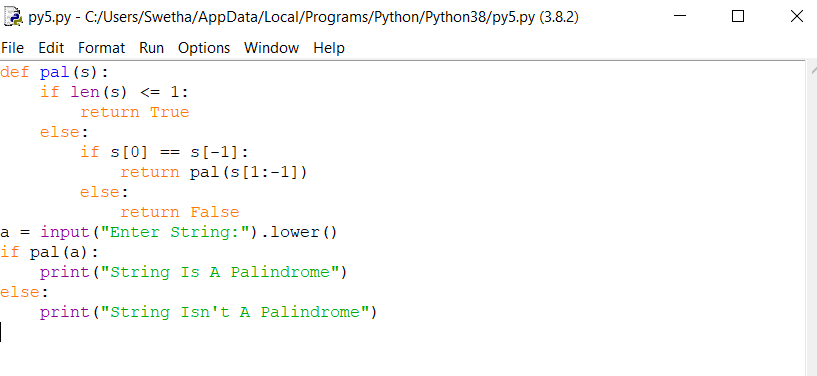 py5.py - C:/Users/Swetha/AppData/Local/Programs/Python/Python38/py5.py (3.8.2)
File Edit Format Run Options Window Help
def pal(s):
    if len(s) <= 1:
        return True
    else:
        if s[0] == s[-1]:
            return pal(s[1:-1])
        else:
            return False
a = input("Enter String:").lower()
if pal(a):
    print("String Is A Palindrome")
else:
    print("String Isn't A Palindrome")